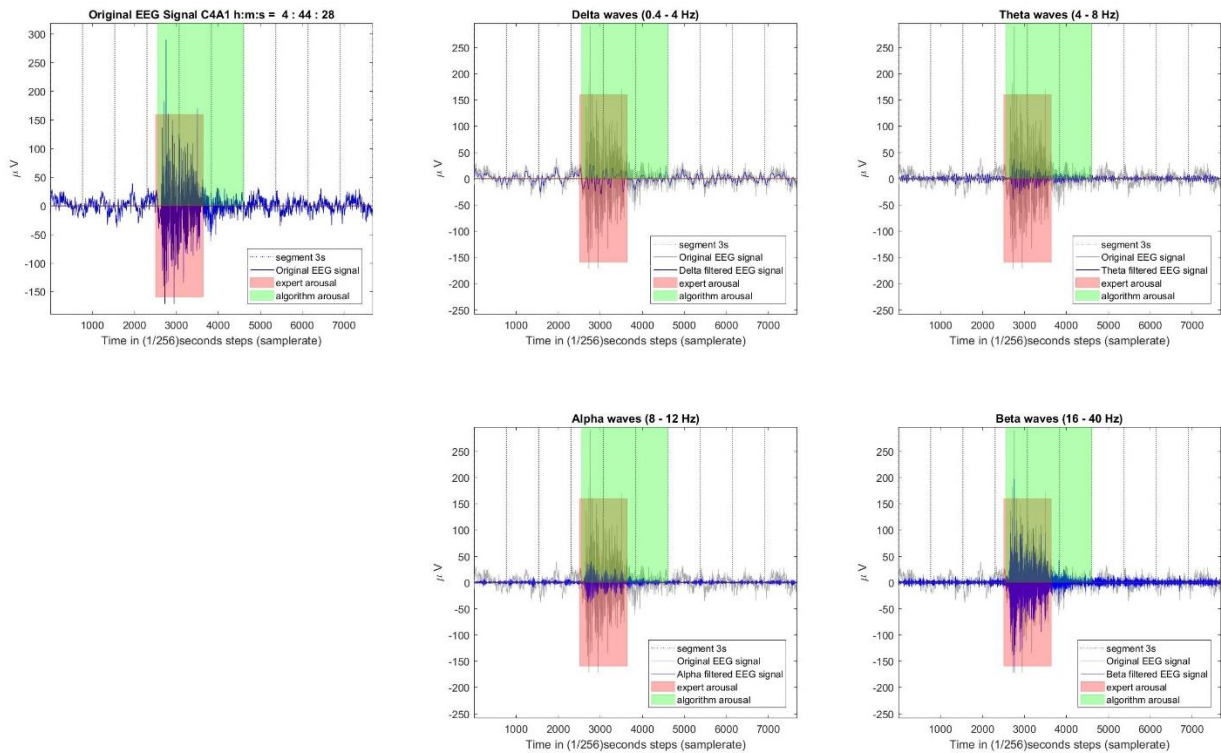 Original EEG Signal C4A1 h:m:s =  4 : 44 : 28
300
250
200
150
100
50
0
-50
-100
-150
μ V
segment 3s
Original EEG signal
expert arousal
algorithm arousal
1000 2000 3000 4000 5000 6000 7000
Time in (1/256)seconds steps (samplerate)
Delta waves (0.4 - 4 Hz)
250
200
150
100
50
0
-50
-100
-150
-200
-250
μ V
segment 3s
Original EEG signal
Delta filtered EEG signal
expert arousal
algorithm arousal
1000 2000 3000 4000 5000 6000 7000
Time in (1/256)seconds steps (samplerate)
Theta waves (4 - 8 Hz)
250
200
150
100
50
0
-50
-100
-150
-200
-250
μ V
segment 3s
Original EEG signal
Theta filtered EEG signal
expert arousal
algorithm arousal
1000 2000 3000 4000 5000 6000 7000
Time in (1/256)seconds steps (samplerate)
Alpha waves (8 - 12 Hz)
250
200
150
100
50
0
-50
-100
-150
-200
-250
μ V
segment 3s
Original EEG signal
Alpha filtered EEG signal
expert arousal
algorithm arousal
1000 2000 3000 4000 5000 6000 7000
Time in (1/256)seconds steps (samplerate)
Beta waves (16 - 40 Hz)
250
200
150
100
50
0
-50
-100
-150
-200
-250
μ V
segment 3s
Original EEG signal
Beta filtered EEG signal
expert arousal
algorithm arousal
1000 2000 3000 4000 5000 6000 7000
Time in (1/256)seconds steps (samplerate)